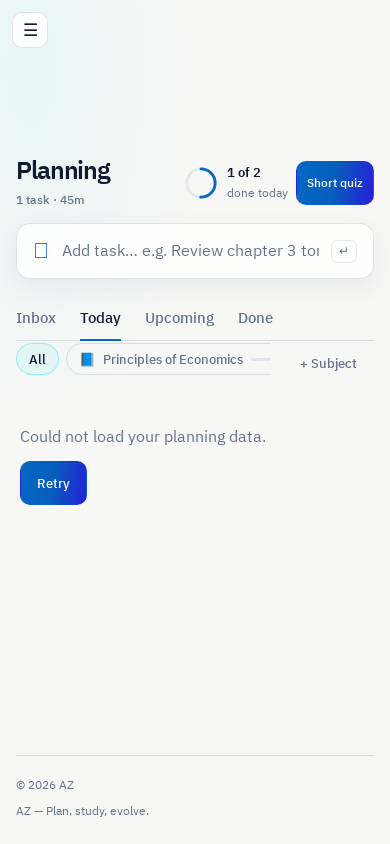 ☰
Planning
1 task · 45m
1 of 2
done today
Short quiz
Add task… e.g. Review chapter 3 tor
↵
Inbox
Today
Upcoming
Done
All
📘 Principles of Economics
+ Subject
Could not load your planning data.
Retry
© 2026 AZ
AZ — Plan, study, evolve.